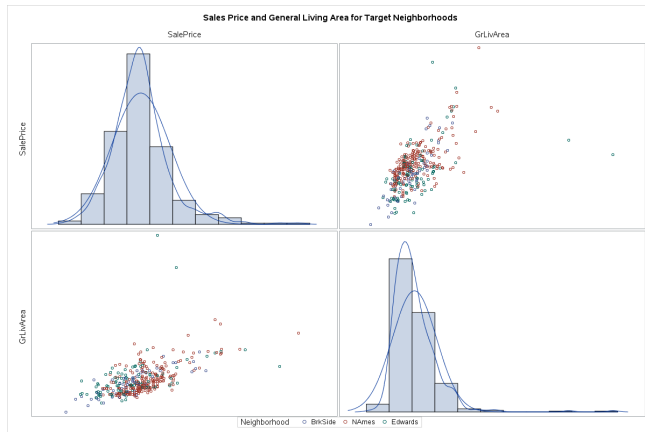 Sales Price and General Living Area for Target Neighborhoods
SalePrice
GrLivArea
SalePrice
GrLivArea
Neighborhood BrkSide NAmes Edwards